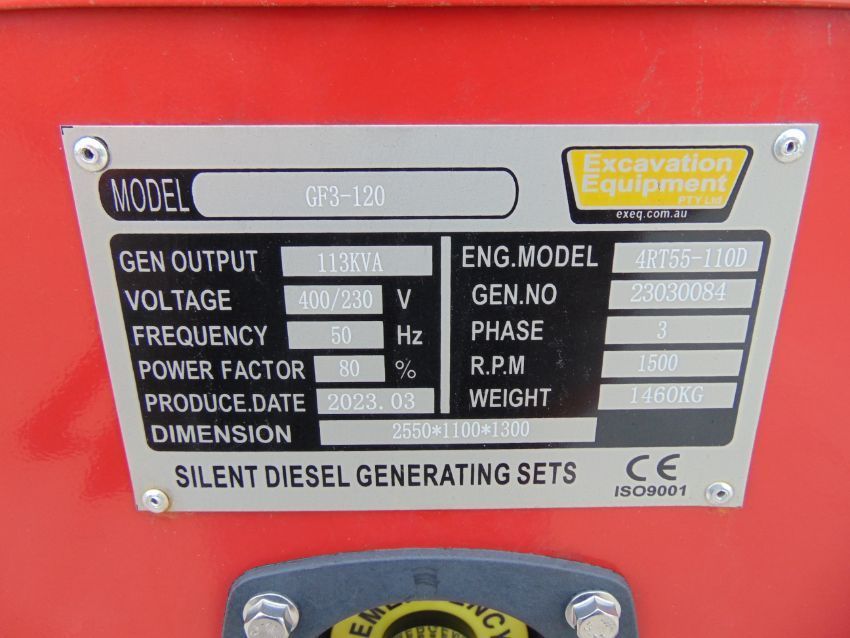 MODEL GF3-120
Excavation
Equipment
PTY Ltd.
exeq.com.au
GEN OUTPUT 113KVA
VOLTAGE 400/230 V
FREQUENCY 50 Hz
POWER FACTOR 80 %
PRODUCE.DATE 2023.03
ENG.MODEL 4RT55-110D
GEN.NO 23030084
PHASE 3
R.P.M 1500
WEIGHT 1460KG
DIMENSION 2550*1100*1300
SILENT DIESEL GENERATING SETS
CE
ISO9001
EMERGENCY